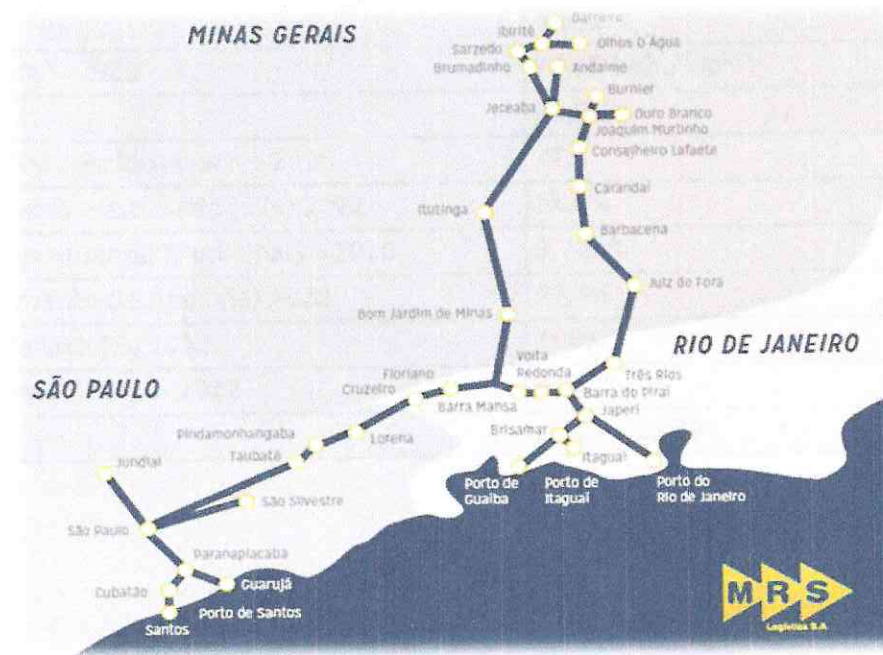 Barreiro
Ibirité
MINAS GERAIS
Sarzedo
Olhos D'Água
Brumadinho
Andaime
Burnier
Jeceaba
Ouro Branco
Joaquim Murtinho
Conselheiro Lafaete
Carandaí
Itutinga
Barbacena
Juiz de Fora
Bom Jardim de Minas
RIO DE JANEIRO
Volta
Redonda
Floriano
Três Rios
SÃO PAULO
Cruzeiro
Barra Mansa
Barra do Piraí
Japeri
Pindamonhangaba
Lorena
Brisamar
Taubaté
Itaguaí
Jundiaí
Porto de
Guaíba
Porto de
Itaguaí
Porto do
Rio de Janeiro
São Silvestre
São Paulo
Paranapiacaba
Cubatão
Guarujá
Porto de Santos
Santos
MRS
Logística S.A.